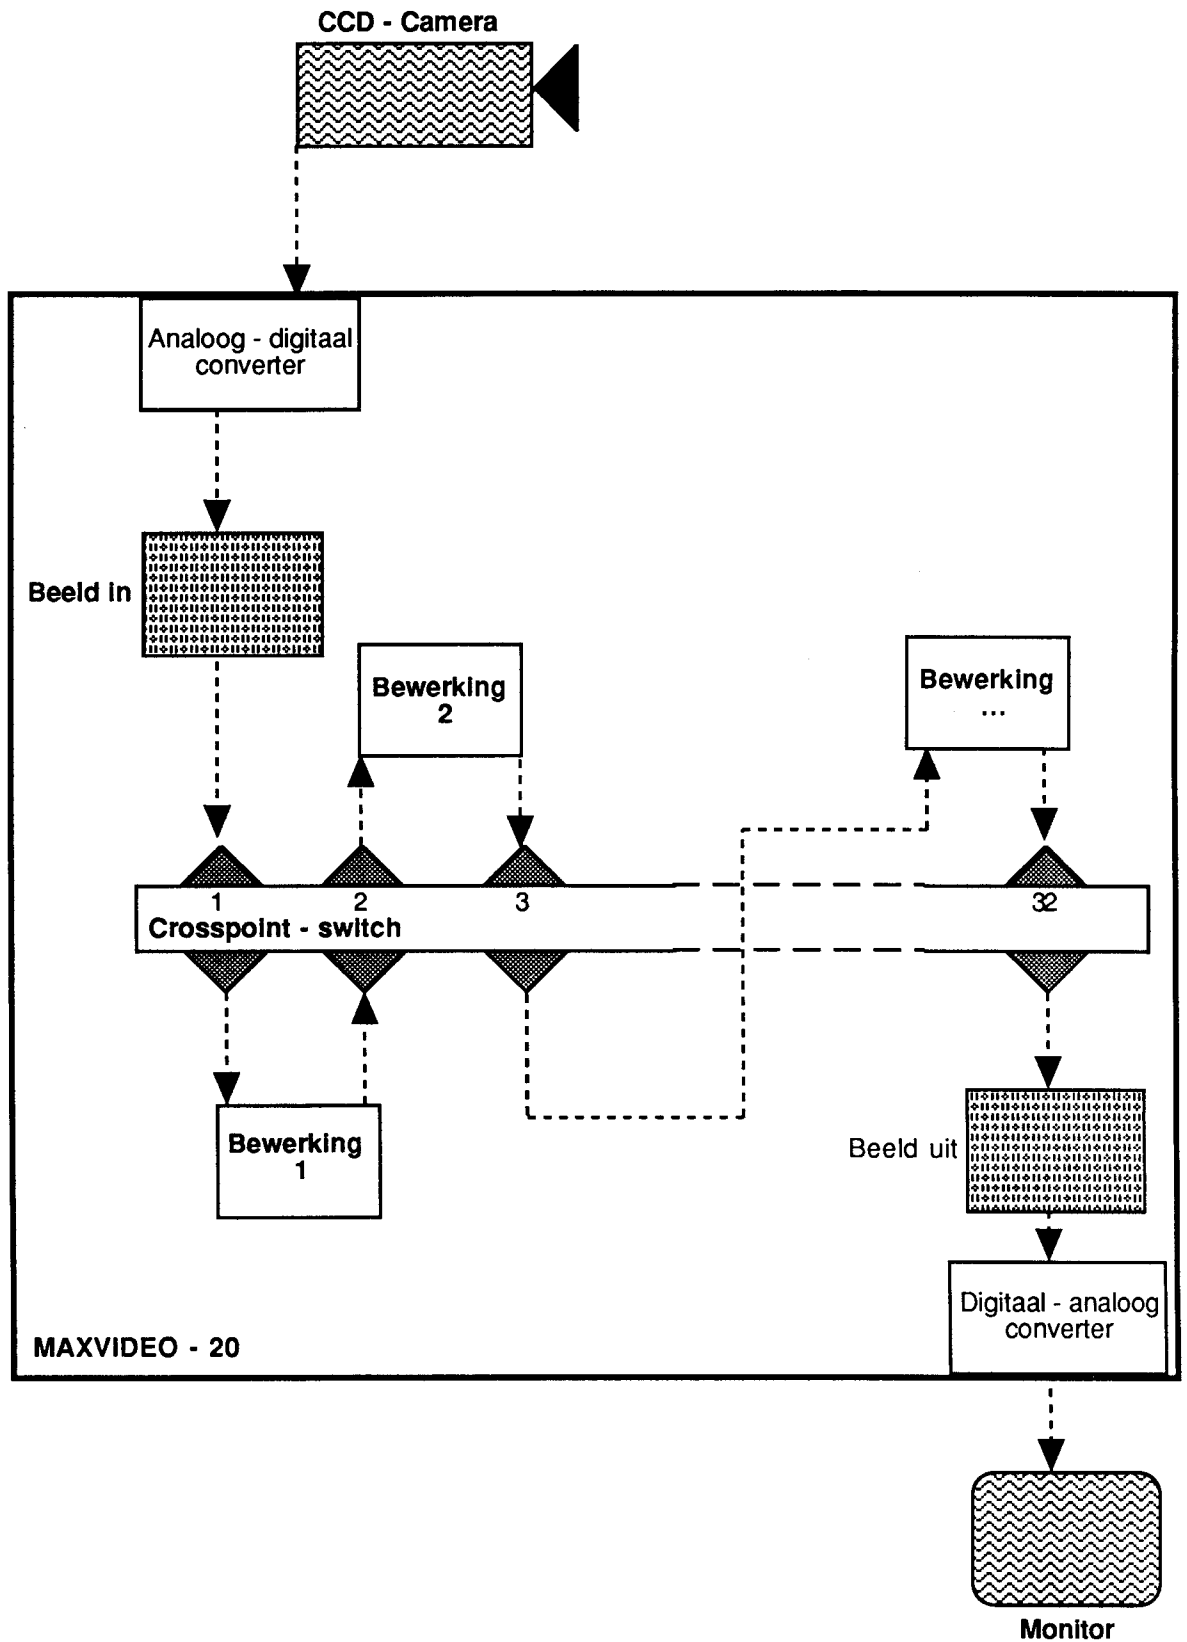 CCD - Camera
Analoog - digitaal
converter
Beeld in
Bewerking
2
Bewerking
...
1
2
3
32
Crosspoint - switch
Bewerking
1
Beeld uit
Digitaal - analoog
converter
MAXVIDEO - 20
Monitor